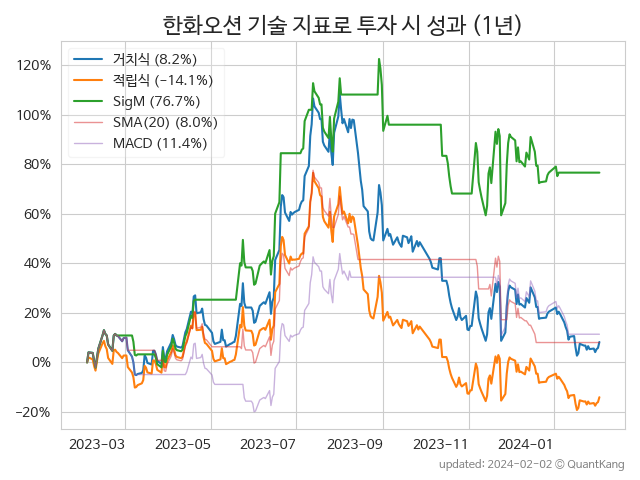 한화오션 기술 지표로 투자 시 성과 (1년)
거치식 (8.2%)
적립식 (−14.1%)
SigM (76.7%)
SMA(20) (8.0%)
MACD (11.4%)
120%
100%
80%
60%
40%
20%
0%
−20%
2023−03 2023−05 2023−07 2023−09 2023−11 2024−01
updated: 2024−02−02 © QuantKang